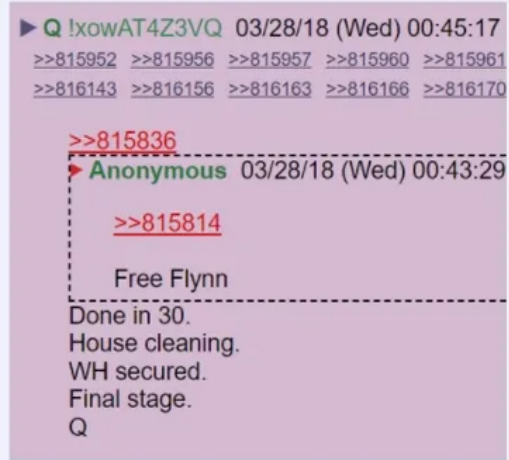 Q !xowAT4Z3VQ 03/28/18 (Wed) 00:45:17
>>815952 >>815956 >>815957 >>815960 >>815961
>>816143 >>816156 >>816163 >>816166 >>816170
>>815836
Anonymous 03/28/18 (Wed) 00:43:29
>>815814
Free Flynn
Done in 30.
House cleaning.
WH secured.
Final stage.
Q